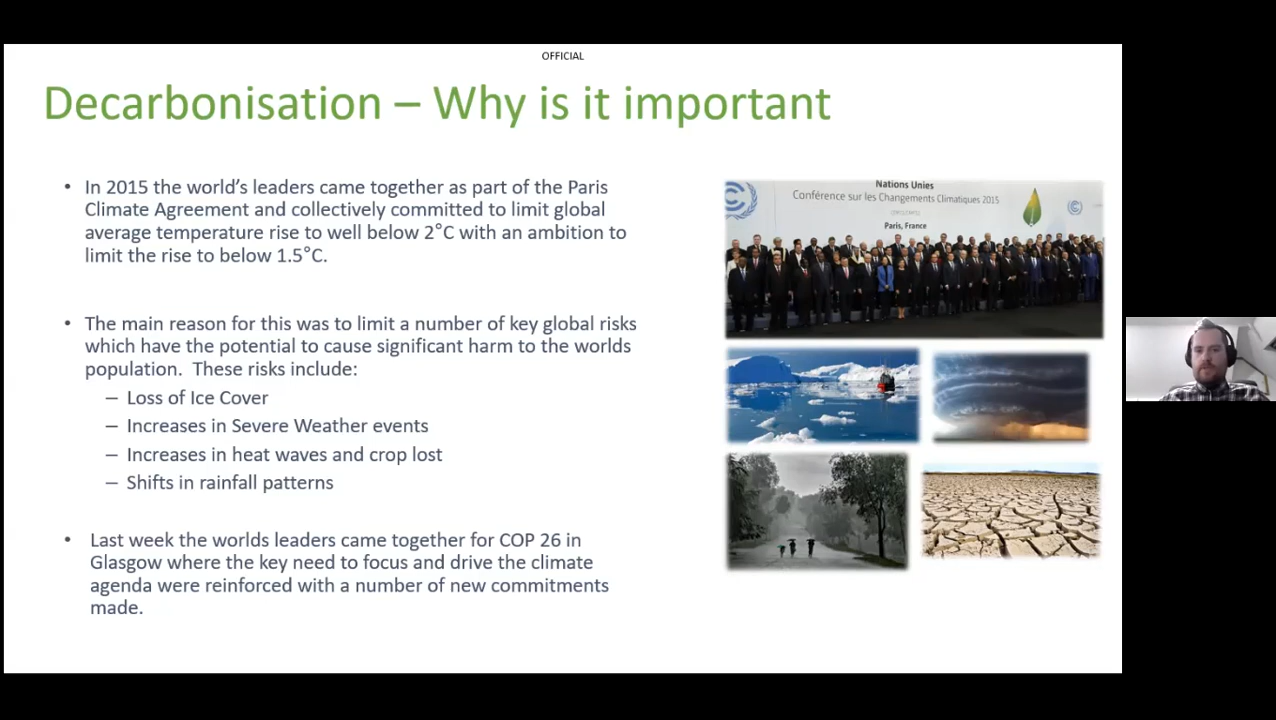 OFFICIAL
Decarbonisation – Why is it important
• In 2015 the world's leaders came together as part of the Paris
Climate Agreement and collectively committed to limit global
average temperature rise to well below 2°C with an ambition to
limit the rise to below 1.5°C.
• The main reason for this was to limit a number of key global risks
which have the potential to cause significant harm to the worlds
population. These risks include:
– Loss of Ice Cover
– Increases in Severe Weather events
– Increases in heat waves and crop lost
– Shifts in rainfall patterns
• Last week the worlds leaders came together for COP 26 in
Glasgow where the key need to focus and drive the climate
agenda were reinforced with a number of new commitments
made.
Nations Unies
Conférence sur les Changements Climatiques 2015
Paris, France